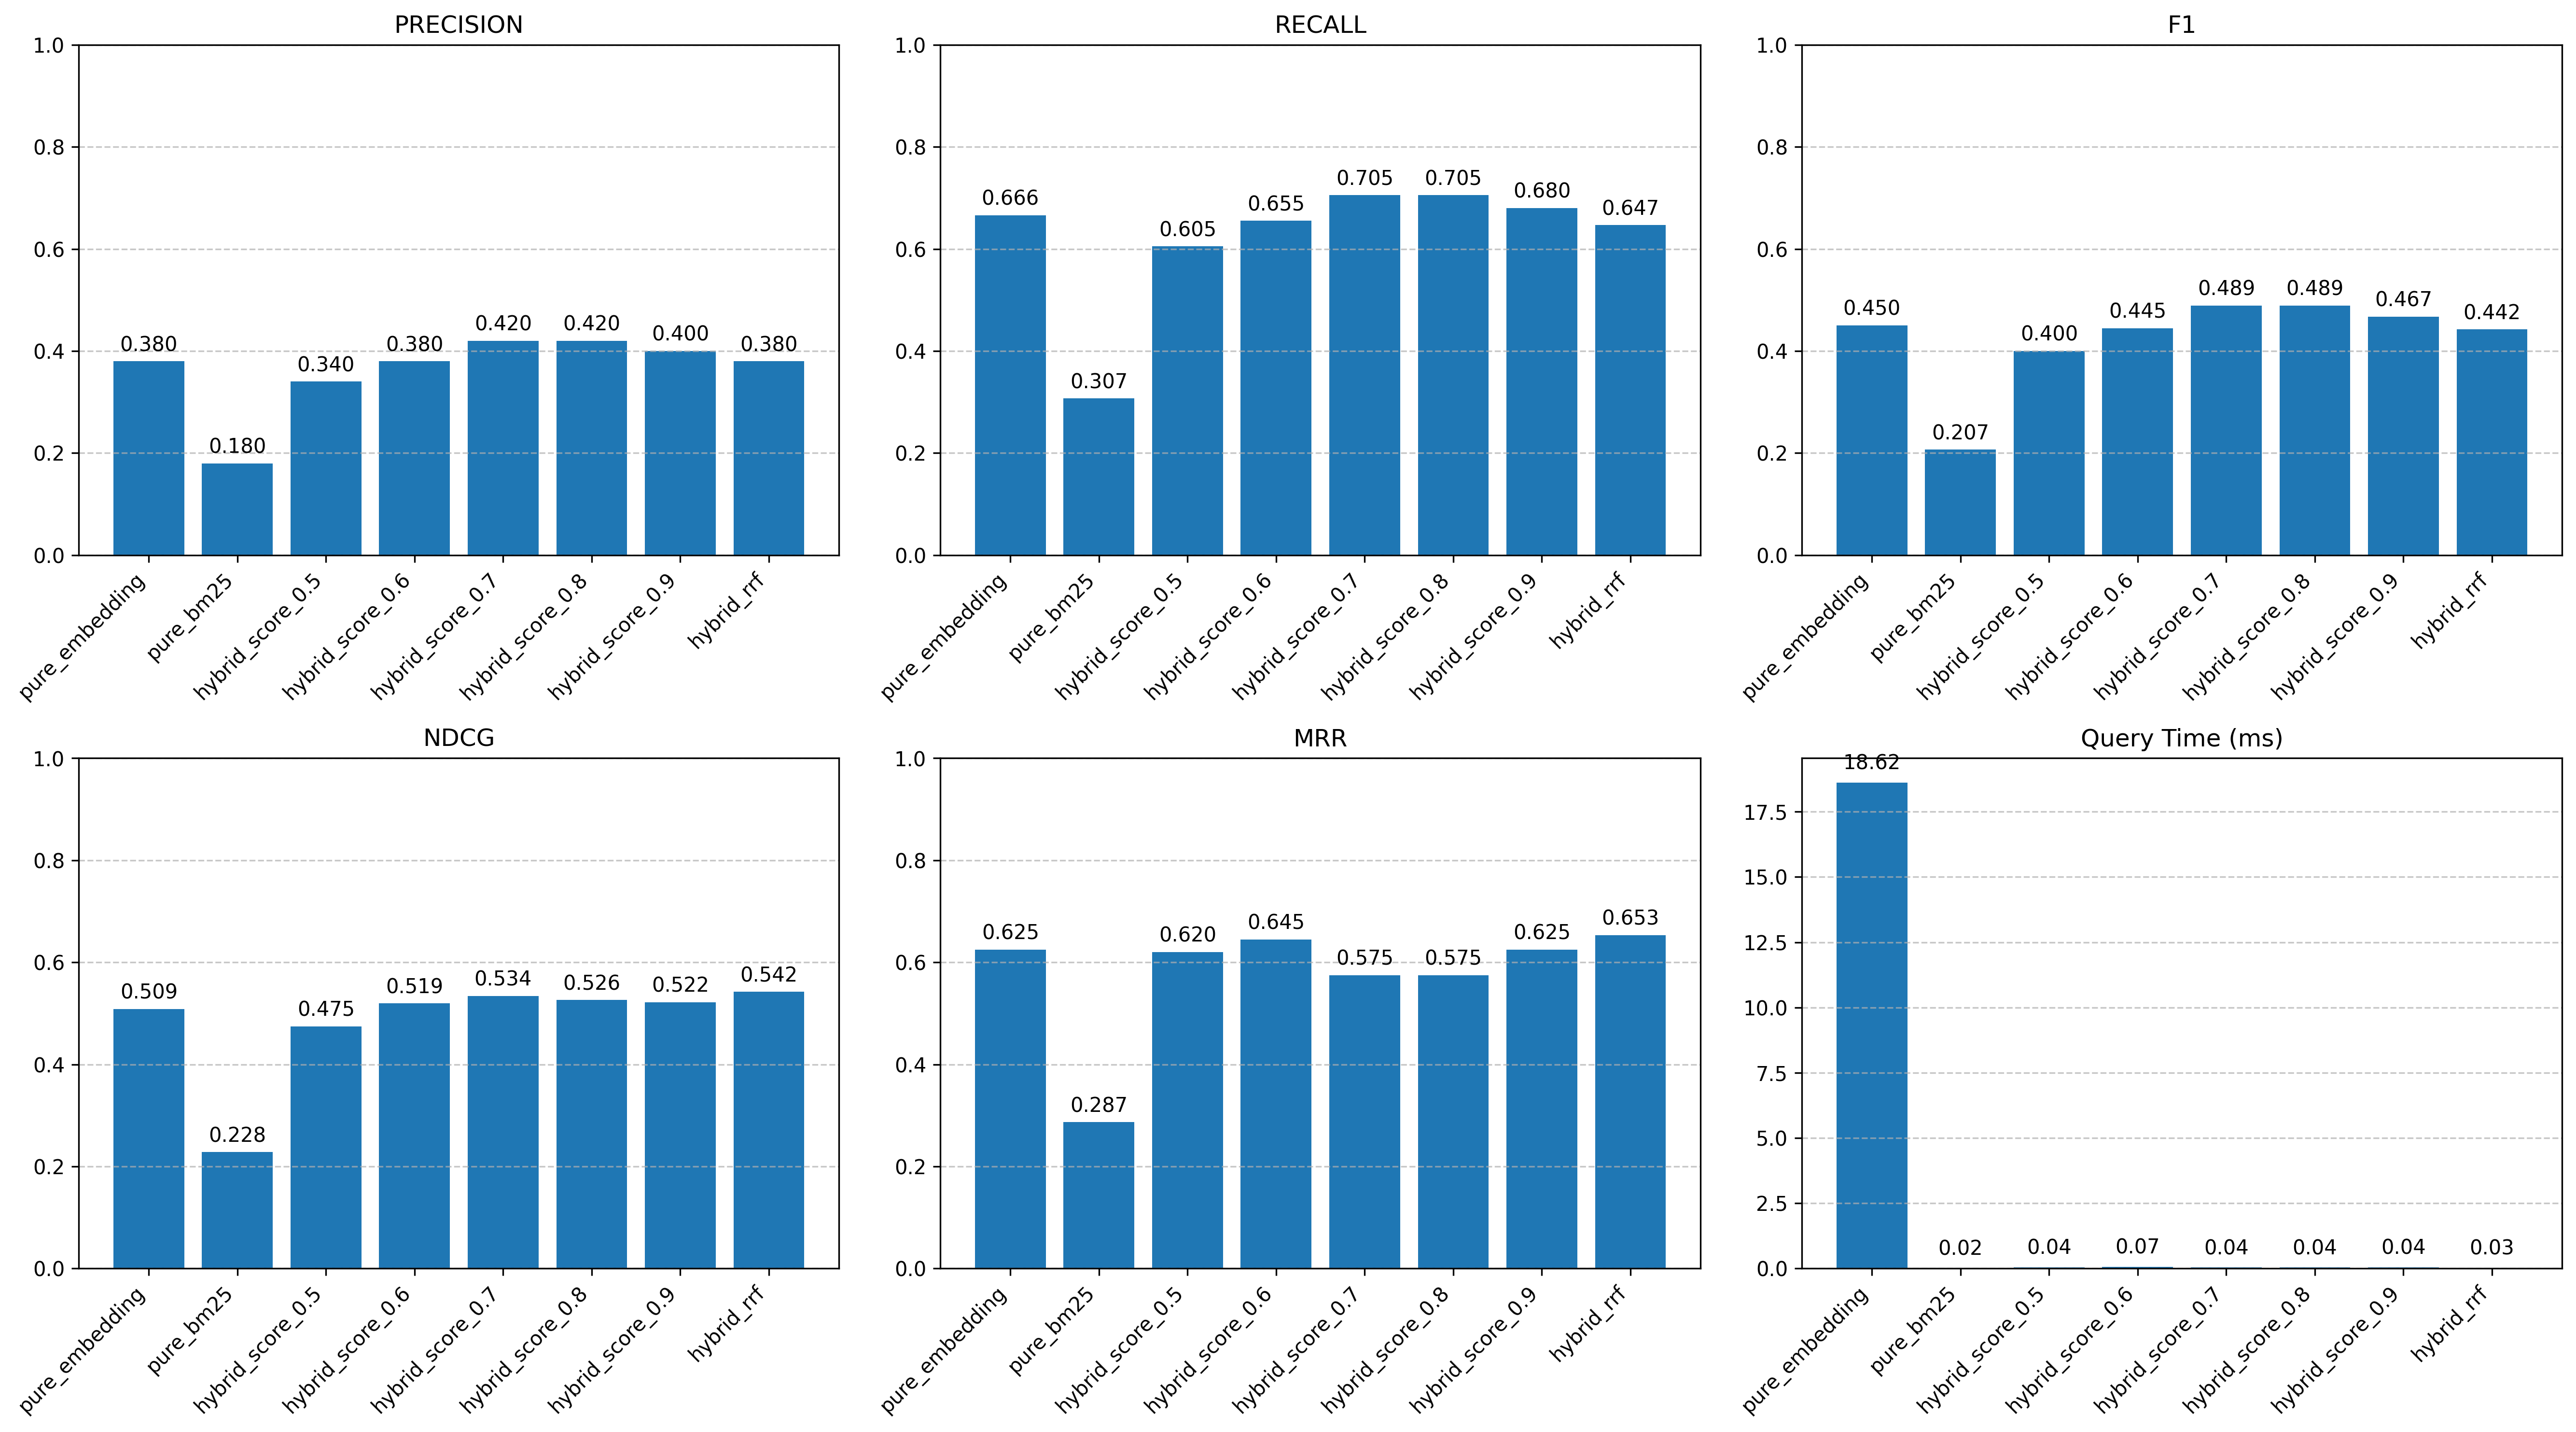 PRECISION
1.0
0.8
0.6
0.4
0.2
0.0
0.380
0.180
0.340
0.380
0.420
0.420
0.400
0.380
pure_embedding
pure_bm25
hybrid_score_0.5
hybrid_score_0.6
hybrid_score_0.7
hybrid_score_0.8
hybrid_score_0.9
hybrid_rrf
RECALL
1.0
0.8
0.6
0.4
0.2
0.0
0.666
0.307
0.605
0.655
0.705
0.705
0.680
0.647
pure_embedding
pure_bm25
hybrid_score_0.5
hybrid_score_0.6
hybrid_score_0.7
hybrid_score_0.8
hybrid_score_0.9
hybrid_rrf
F1
1.0
0.8
0.6
0.4
0.2
0.0
0.450
0.207
0.400
0.445
0.489
0.489
0.467
0.442
pure_embedding
pure_bm25
hybrid_score_0.5
hybrid_score_0.6
hybrid_score_0.7
hybrid_score_0.8
hybrid_score_0.9
hybrid_rrf
NDCG
1.0
0.8
0.6
0.4
0.2
0.0
0.509
0.228
0.475
0.519
0.534
0.526
0.522
0.542
pure_embedding
pure_bm25
hybrid_score_0.5
hybrid_score_0.6
hybrid_score_0.7
hybrid_score_0.8
hybrid_score_0.9
hybrid_rrf
MRR
1.0
0.8
0.6
0.4
0.2
0.0
0.625
0.287
0.620
0.645
0.575
0.575
0.625
0.653
pure_embedding
pure_bm25
hybrid_score_0.5
hybrid_score_0.6
hybrid_score_0.7
hybrid_score_0.8
hybrid_score_0.9
hybrid_rrf
Query Time (ms)
17.5
15.0
12.5
10.0
7.5
5.0
2.5
0.0
18.62
0.02
0.04
0.07
0.04
0.04
0.04
0.03
pure_embedding
pure_bm25
hybrid_score_0.5
hybrid_score_0.6
hybrid_score_0.7
hybrid_score_0.8
hybrid_score_0.9
hybrid_rrf